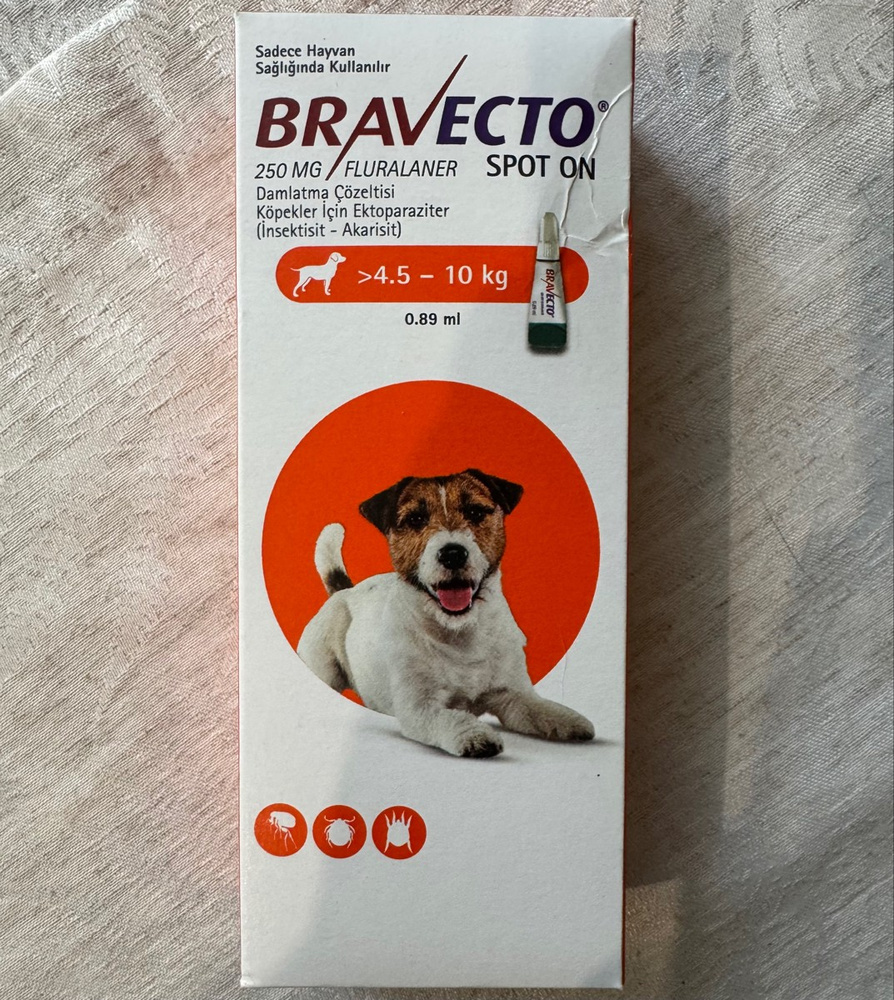 Sadece Hayvan
Sağlığında Kullanılır
BRAVECTO®
250 MG FLURALANER SPOT ON
Damlatma Çözeltisi
Köpekler İçin Ektoparaziter
(İnsektisit - Akarisit)
>4.5 – 10 kg
BRAVECTO
0.89 ml